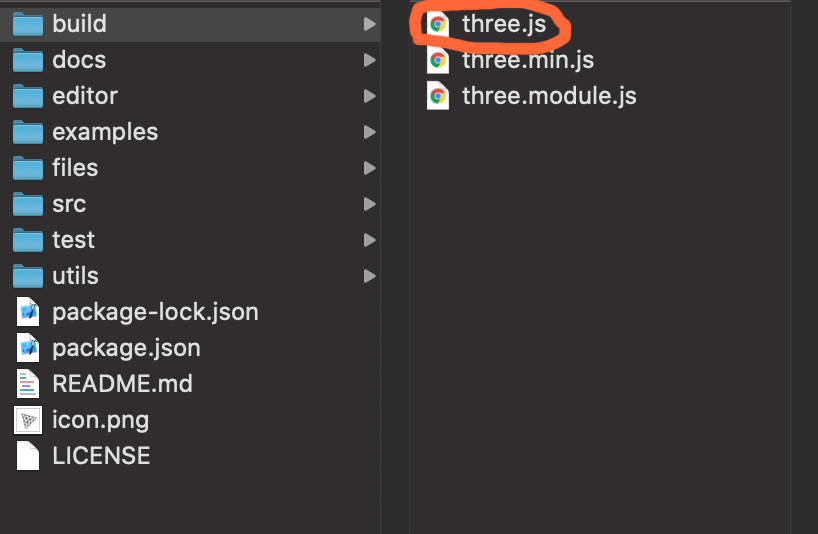 build
docs
editor
examples
files
src
test
utils
package-lock.json
package.json
README.md
icon.png
LICENSE
three.js
three.min.js
three.module.js